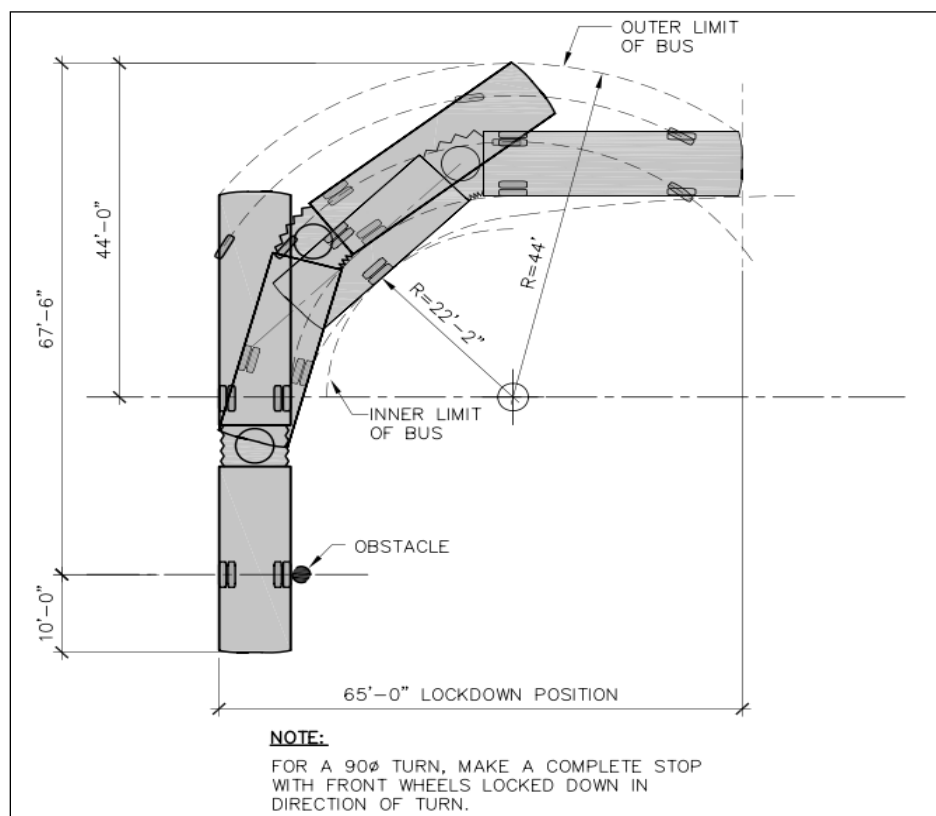 OUTER LIMIT
OF BUS
44'-0"
67'-6"
R=44'
R=22'-2"
INNER LIMIT
OF BUS
OBSTACLE
10'-0"
65'-0" LOCKDOWN POSITION
NOTE:
FOR A 90ø TURN, MAKE A COMPLETE STOP
WITH FRONT WHEELS LOCKED DOWN IN
DIRECTION OF TURN.